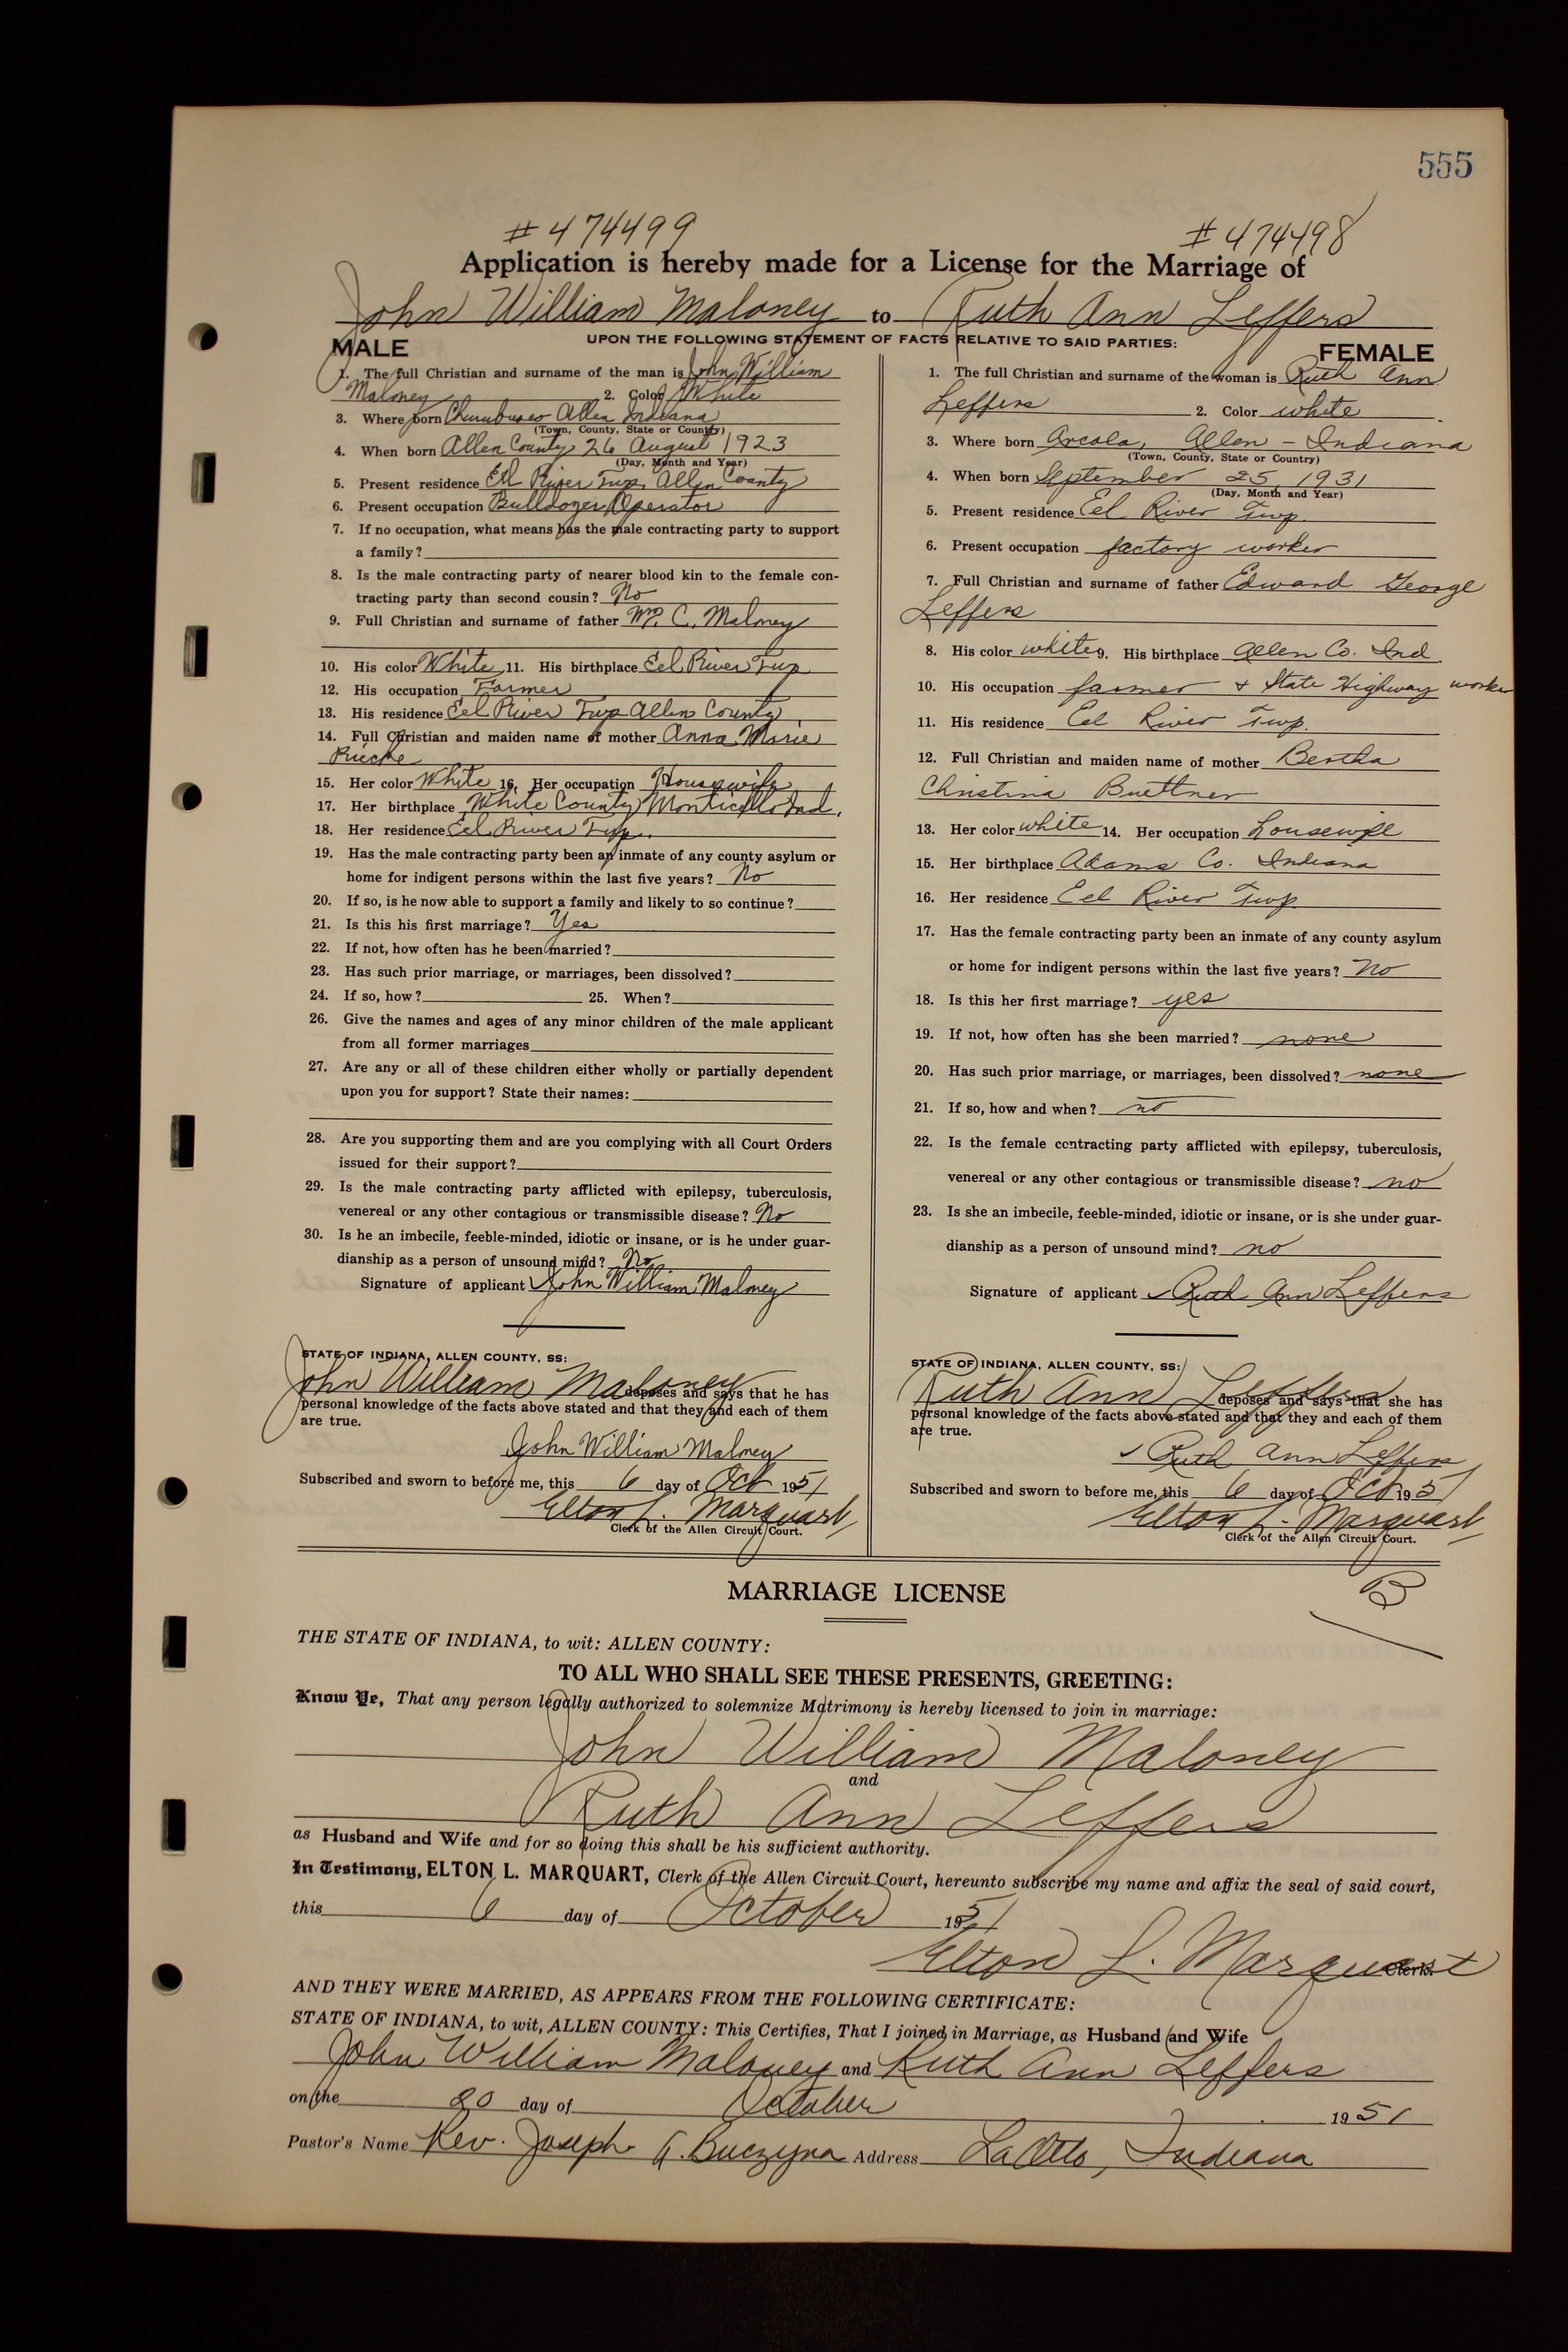 555
#474499 #474498
Application is hereby made for a License for the Marriage of
John William Maloney to Ruth Ann Leffers
UPON THE FOLLOWING STATEMENT OF FACTS RELATIVE TO SAID PARTIES:
MALE
1. The full Christian and surname of the man is John William
Maloney 2. Color White
3. Where born Churubusco Allen Indiana
(Town, County, State or Country)
4. When born Allen County 26 August 1923
(Day, Month and Year)
5. Present residence Eel River Twp. Allen County
6. Present occupation Bulldozer Operator
7. If no occupation, what means has the male contracting party to support
a family?
8. Is the male contracting party of nearer blood kin to the female con-
tracting party than second cousin? No
9. Full Christian and surname of father Wm. C. Maloney
10. His color White 11. His birthplace Eel River Twp
12. His occupation Farmer
13. His residence Eel River Twp Allen County
14. Full Christian and maiden name of mother Anna Marie
15. Her color White 16. Her occupation Housewife
17. Her birthplace White County Monticello Ind.
18. Her residence Eel River Twp.
19. Has the male contracting party been an inmate of any county asylum or
home for indigent persons within the last five years? No
20. If so, is he now able to support a family and likely to so continue?
21. Is this his first marriage? Yes
22. If not, how often has he been married?
23. Has such prior marriage, or marriages, been dissolved?
24. If so, how? 25. When?
26. Give the names and ages of any minor children of the male applicant
from all former marriages
27. Are any or all of these children either wholly or partially dependent
upon you for support? State their names:
28. Are you supporting them and are you complying with all Court Orders
issued for their support?
29. Is the male contracting party afflicted with epilepsy, tuberculosis,
venereal or any other contagious or transmissible disease? No
30. Is he an imbecile, feeble-minded, idiotic or insane, or is he under guar-
dianship as a person of unsound mind? No
Signature of applicant John William Maloney
STATE OF INDIANA, ALLEN COUNTY, SS:
John William Maloney deposes and says that he has
personal knowledge of the facts above stated and that they and each of them
are true.
John William Maloney
Subscribed and sworn to before me, this 6 day of Oct 1951
Elton L. Marquart
Clerk of the Allen Circuit Court.
FEMALE
1. The full Christian and surname of the woman is Ruth Ann
Leffers 2. Color white
3. Where born Arcola, Allen - Indiana
(Town, County, State or Country)
4. When born September 25, 1931
(Day, Month and Year)
5. Present residence Eel River Twp.
6. Present occupation factory worker
7. Full Christian and surname of father Edward George
Leffers
8. His color white 9. His birthplace Allen Co. Ind.
10. His occupation farmer & State Highway worker
11. His residence Eel River Twp.
12. Full Christian and maiden name of mother Bertha
Christina Buettner
13. Her color white 14. Her occupation housewife
15. Her birthplace Adams Co. Indiana
16. Her residence Eel River Twp.
17. Has the female contracting party been an inmate of any county asylum
or home for indigent persons within the last five years? No
18. Is this her first marriage? yes
19. If not, how often has she been married? none
20. Has such prior marriage, or marriages, been dissolved? none
21. If so, how and when? no
22. Is the female contracting party afflicted with epilepsy, tuberculosis,
venereal or any other contagious or transmissible disease? no
23. Is she an imbecile, feeble-minded, idiotic or insane, or is she under guar-
dianship as a person of unsound mind? no
Signature of applicant Ruth Ann Leffers
STATE OF INDIANA, ALLEN COUNTY, SS:
Ruth Ann Leffers deposes and says that she has
personal knowledge of the facts above stated and that they and each of them
are true.
Ruth Ann Leffers
Subscribed and sworn to before me, this 6 day of Oct 1951
Elton L. Marquart
Clerk of the Allen Circuit Court.
B
MARRIAGE LICENSE
THE STATE OF INDIANA, to wit: ALLEN COUNTY:
TO ALL WHO SHALL SEE THESE PRESENTS, GREETING:
Know Ye, That any person legally authorized to solemnize Matrimony is hereby licensed to join in marriage:
John William Maloney
and
Ruth Ann Leffers
as Husband and Wife and for so doing this shall be his sufficient authority.
In Testimony, ELTON L. MARQUART, Clerk of the Allen Circuit Court, hereunto subscribe my name and affix the seal of said court,
this 6 day of October 1951
Elton L. Marquart Clerk.
AND THEY WERE MARRIED, AS APPEARS FROM THE FOLLOWING CERTIFICATE:
STATE OF INDIANA, to wit, ALLEN COUNTY: This Certifies, That I joined in Marriage, as Husband and Wife
John William Maloney and Ruth Ann Leffers
on the 20 day of October 1951
Pastor's Name Rev. Joseph A. Buczyna Address LaOtto, Indiana